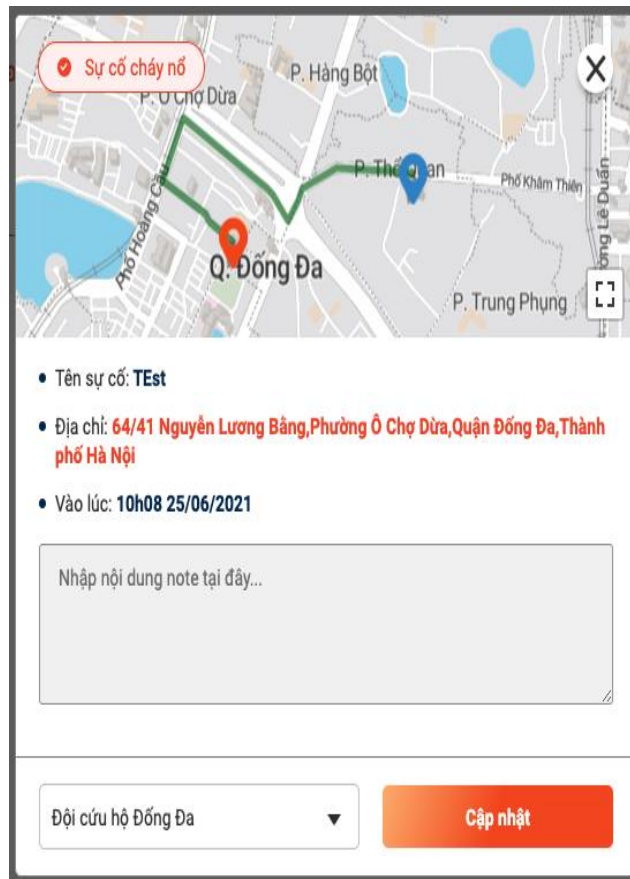 Sự cố cháy nổ
P. Hàng Bột
P. Ô Chợ Dừa
Phố Khâm Thiên
Phố Hoàng Cầu
Q. Đống Đa
P. Trung Phụng
Lê Duẩn
Tên sự cố: TEst
Địa chỉ: 64/41 Nguyễn Lương Bằng,Phường Ô Chợ Dừa,Quận Đống Đa,Thành
phố Hà Nội
Vào lúc: 10h08 25/06/2021
Nhập nội dung note tại đây...
Đội cứu hộ Đống Đa
Cập nhật